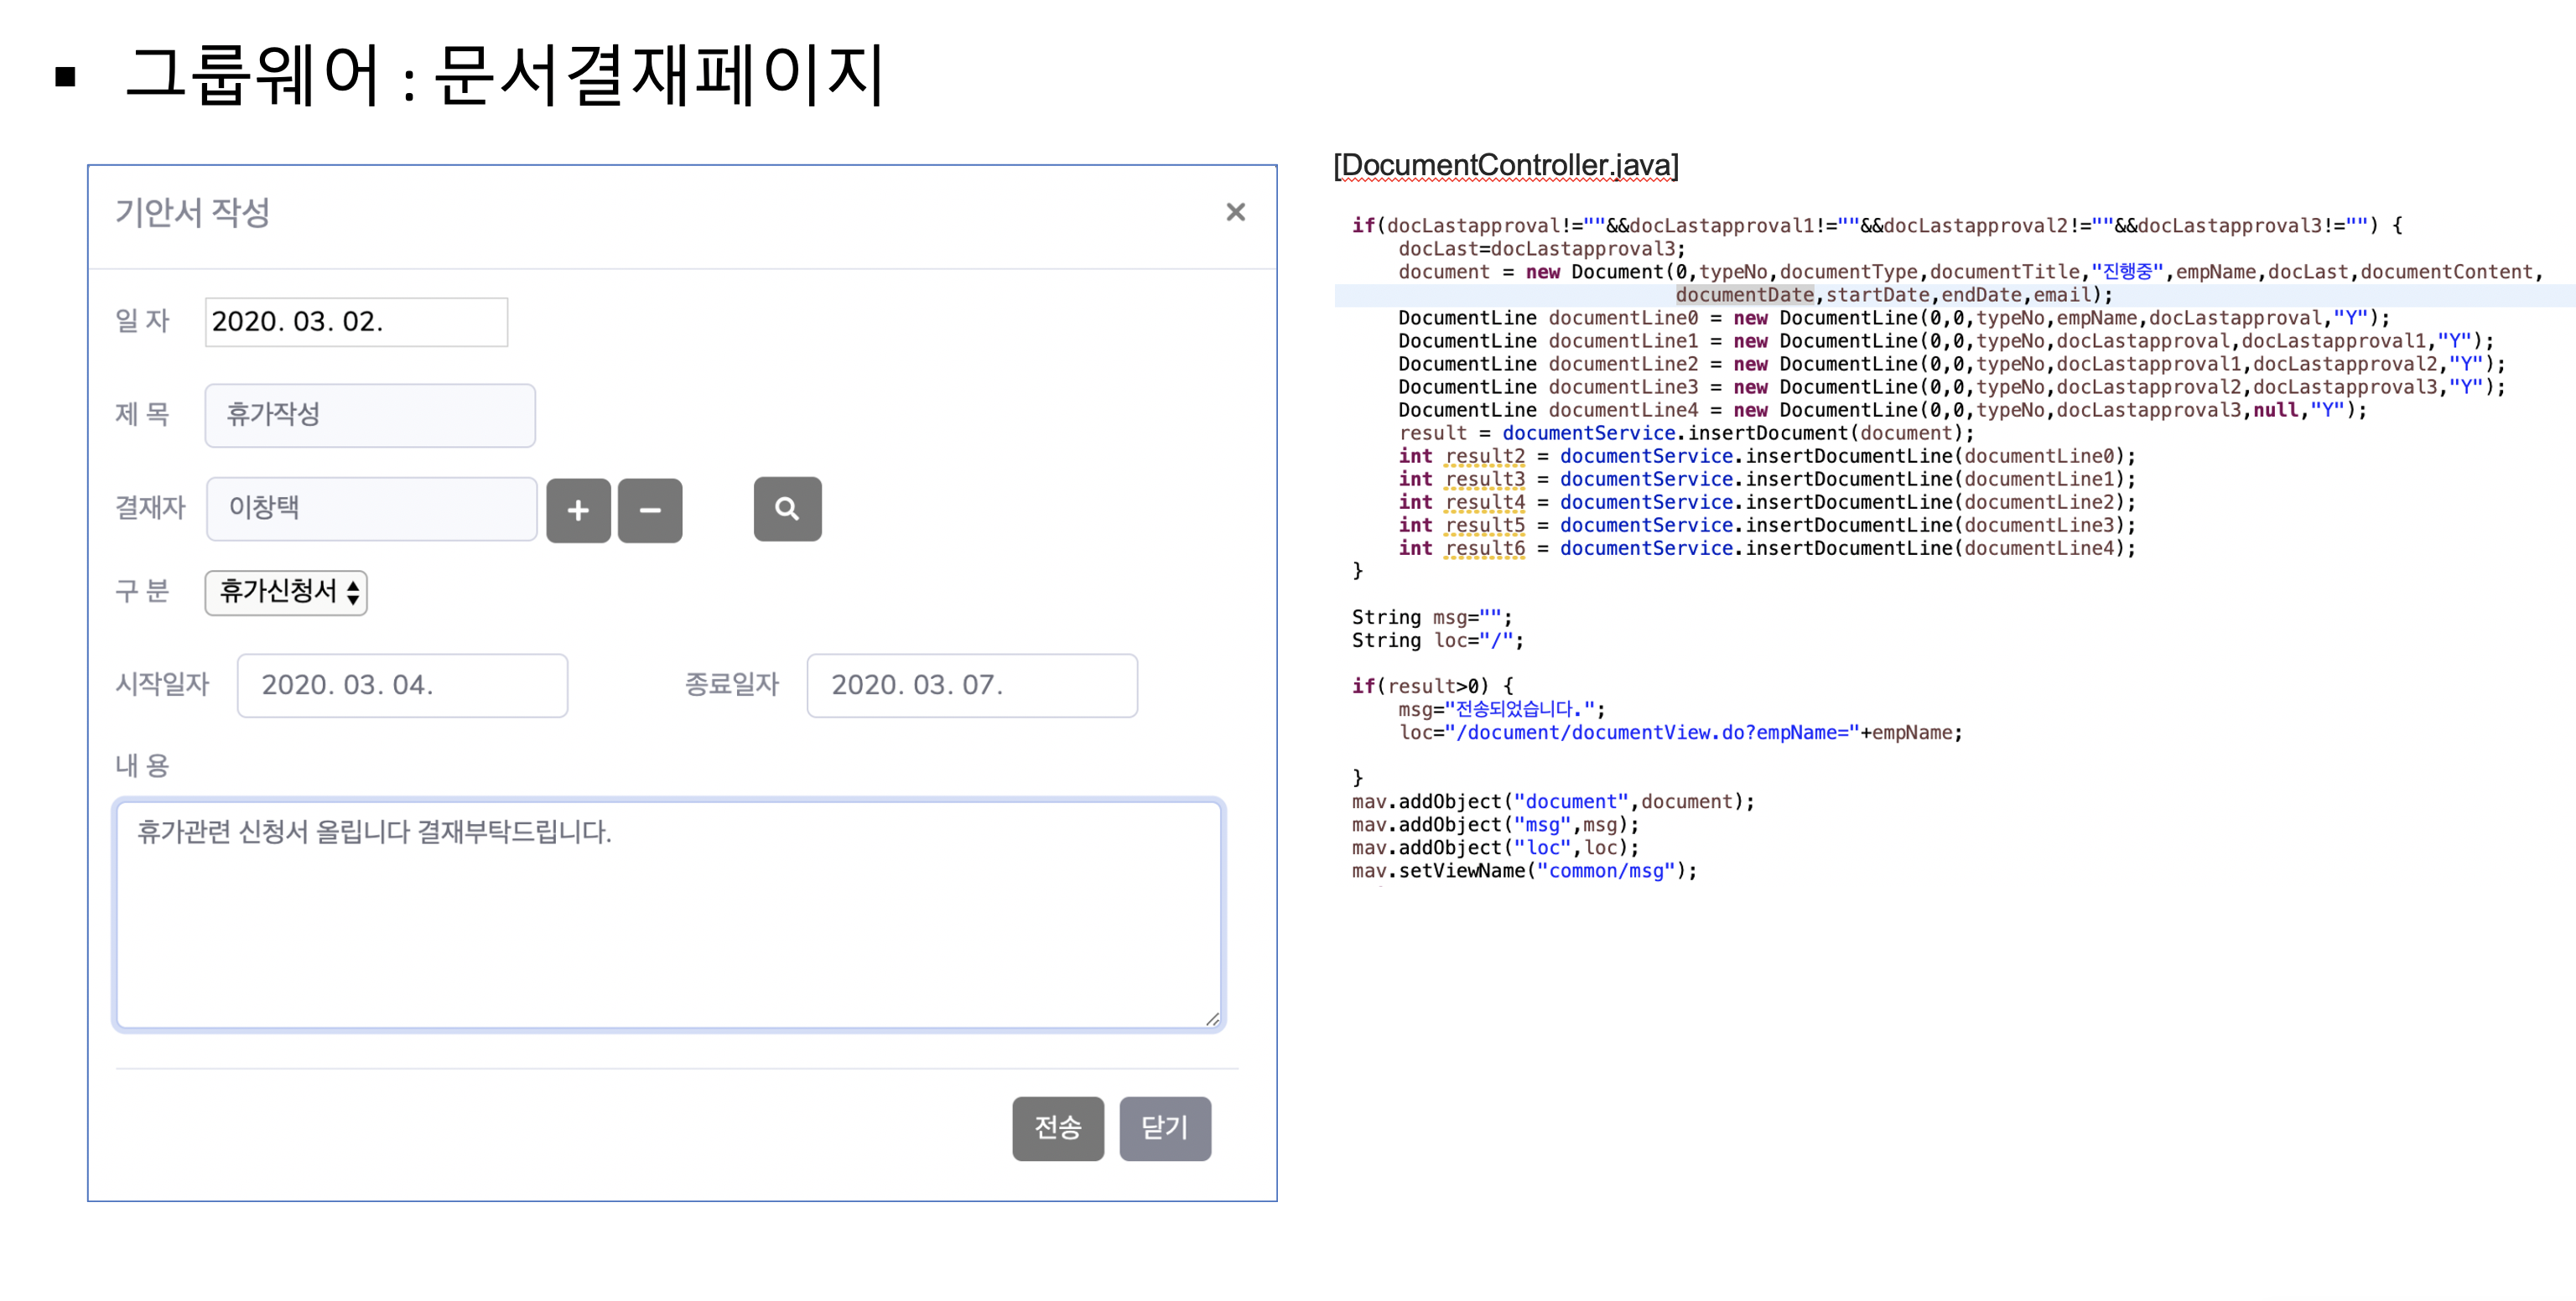 ▪ 그룹웨어 : 문서결재페이지
기안서 작성 ×
일 자 2020. 03. 02.
제 목 휴가작성
결재자 이창택 + −
구 분 휴가신청서
시작일자 2020. 03. 04. 종료일자 2020. 03. 07.
내 용
휴가관련 신청서 올립니다 결재부탁드립니다.
전송 닫기
[DocumentController.java]
if(docLastapproval!=""&&docLastapproval1!=""&&docLastapproval2!=""&&docLastapproval3!="") {
docLast=docLastapproval3;
document = new Document(0,typeNo,documentType,documentTitle,"진행중",empName,docLast,documentContent,
documentDate,startDate,endDate,email);
DocumentLine documentLine0 = new DocumentLine(0,0,typeNo,empName,docLastapproval,"Y");
DocumentLine documentLine1 = new DocumentLine(0,0,typeNo,docLastapproval,docLastapproval1,"Y");
DocumentLine documentLine2 = new DocumentLine(0,0,typeNo,docLastapproval1,docLastapproval2,"Y");
DocumentLine documentLine3 = new DocumentLine(0,0,typeNo,docLastapproval2,docLastapproval3,"Y");
DocumentLine documentLine4 = new DocumentLine(0,0,typeNo,docLastapproval3,null,"Y");
result = documentService.insertDocument(document);
int result2 = documentService.insertDocumentLine(documentLine0);
int result3 = documentService.insertDocumentLine(documentLine1);
int result4 = documentService.insertDocumentLine(documentLine2);
int result5 = documentService.insertDocumentLine(documentLine3);
int result6 = documentService.insertDocumentLine(documentLine4);
}
String msg="";
String loc="/";
if(result>0) {
msg="전송되었습니다.";
loc="/document/documentView.do?empName="+empName;
}
mav.addObject("document",document);
mav.addObject("msg",msg);
mav.addObject("loc",loc);
mav.setViewName("common/msg");